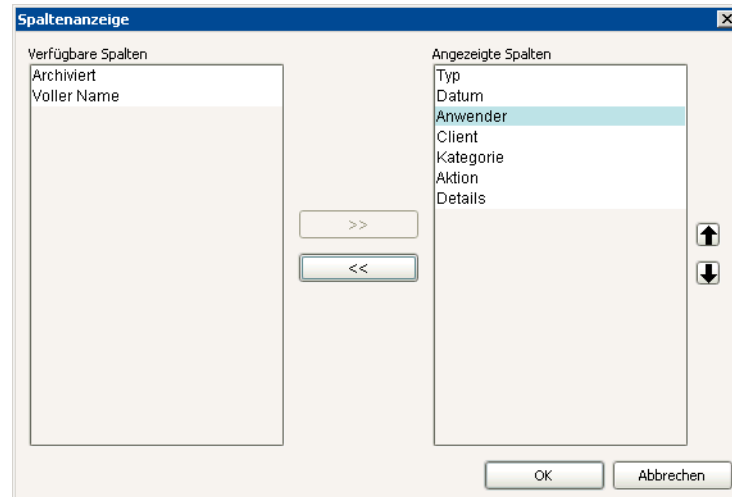 Spaltenanzeige
Verfügbare Spalten
Archiviert
Voller Name
>>
<<
Angezeigte Spalten
Typ
Datum
Anwender
Client
Kategorie
Aktion
Details
OK
Abbrechen